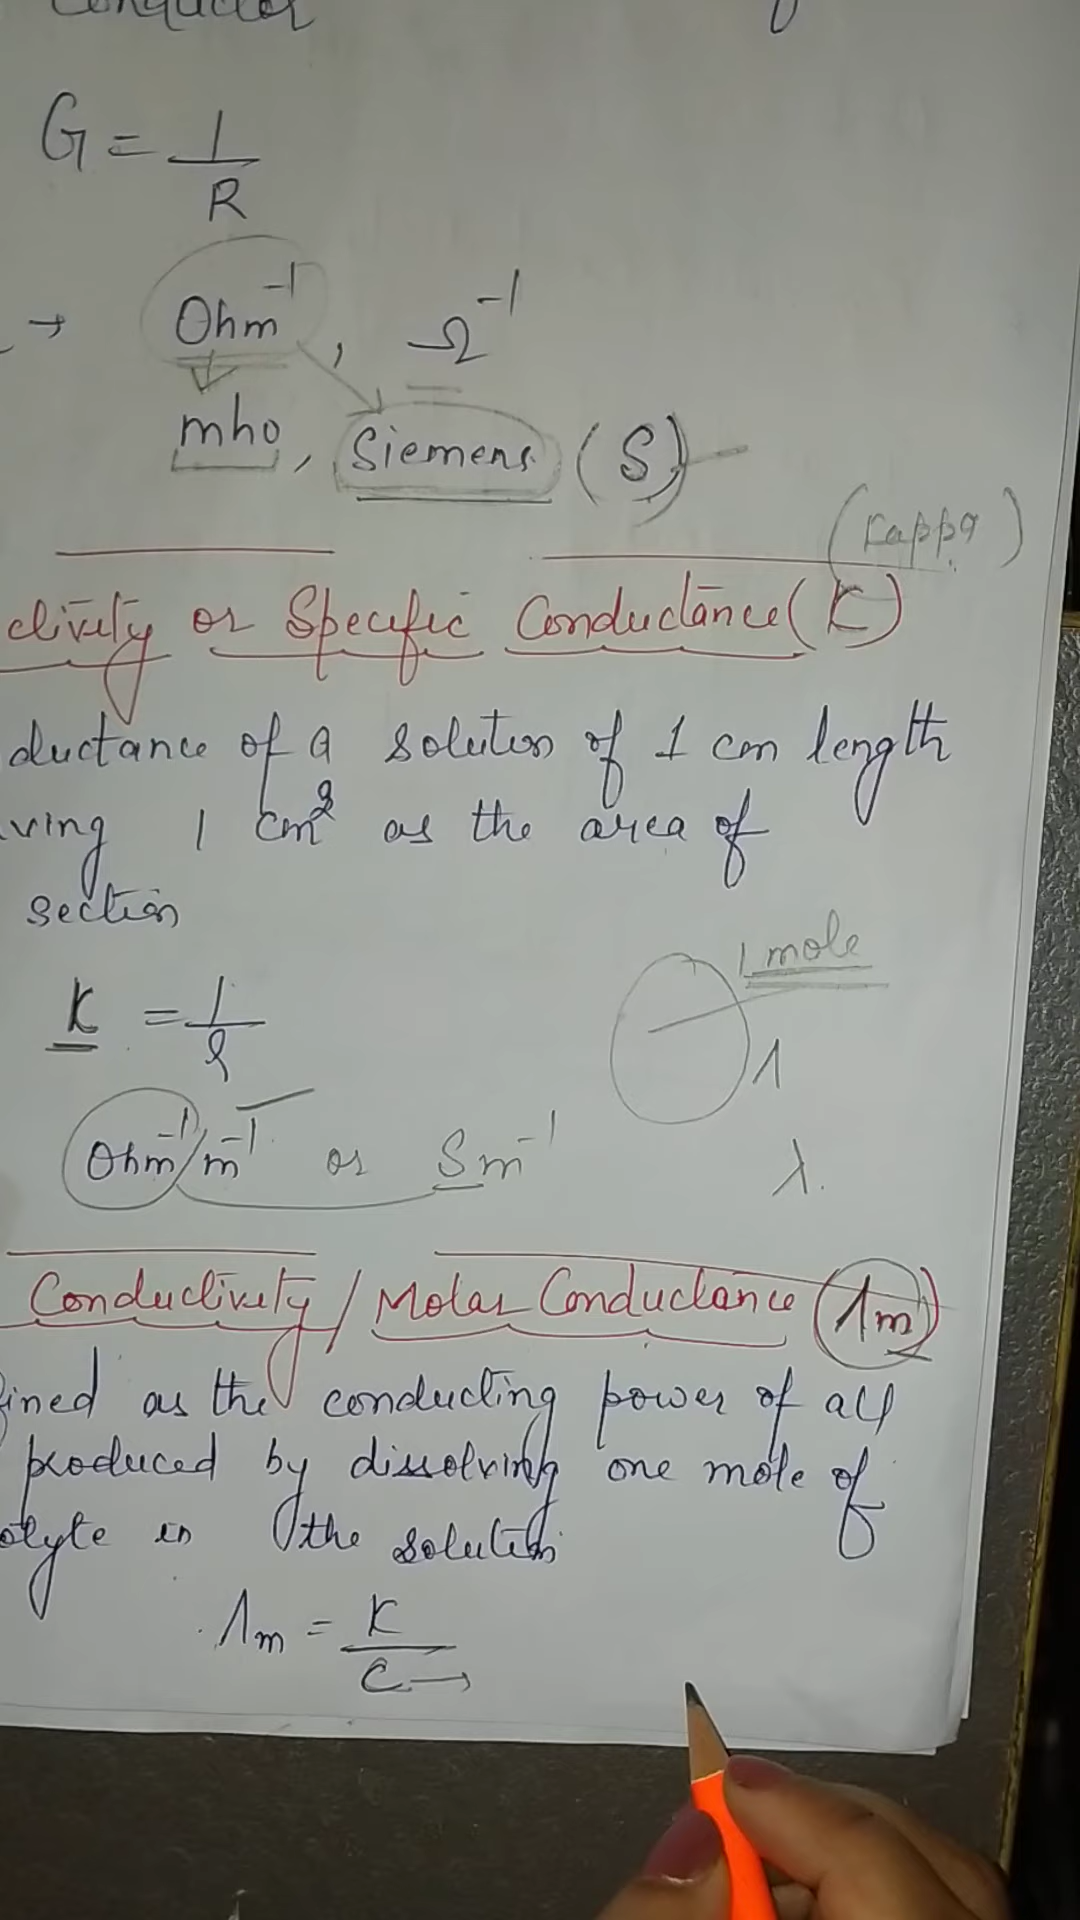 Conductor
G = 1/R
→ Ohm⁻¹, Ω⁻¹
mho, Siemens (S)
(Kappa)
ctivity or Specific Conductance (K)
ductance of a solution of 1 cm length
ving 1 cm² as the area of
section
1 mole
K = 1/ρ
Λ
Ohm⁻¹ m⁻¹ or S m⁻¹
λ.
Conductivity / Molar Conductance (Λm)
fined as the conducting power of all
produced by dissolving one mole of
olyte in the solution
Λm = K/C →